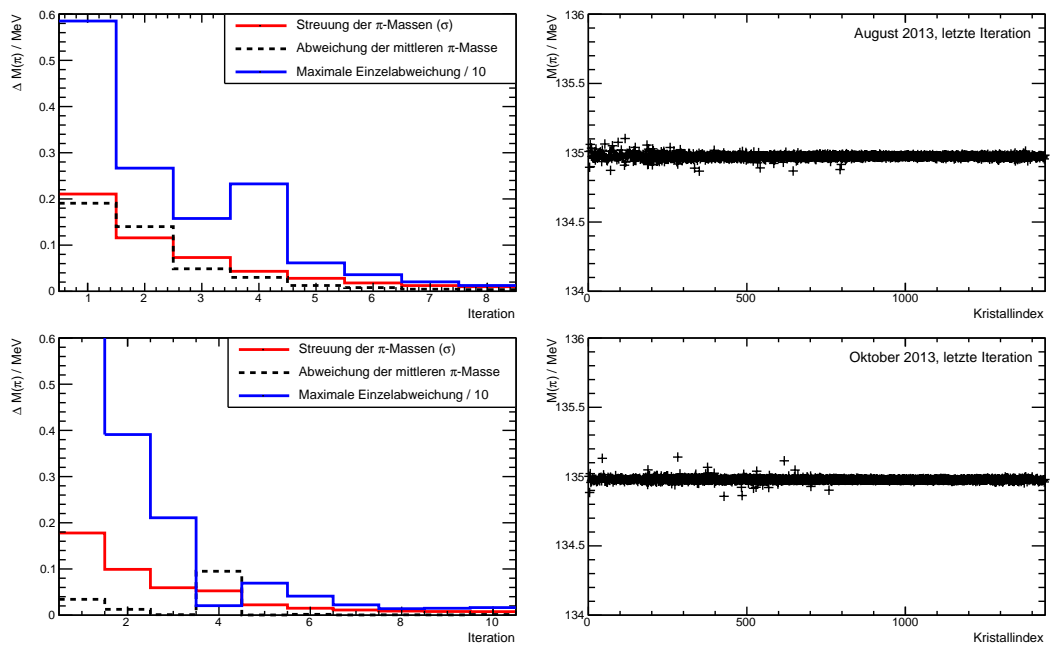 Δ M(π) / MeV
0.6
0.5
0.4
0.3
0.2
0.1
0
Streuung der π-Massen (σ)
Abweichung der mittleren π-Masse
Maximale Einzelabweichung / 10
1 2 3 4 5 6 7 8
Iteration
M(π) / MeV
136
135.5
135
134.5
134
August 2013, letzte Iteration
0 500 1000
Kristallindex
Δ M(π) / MeV
0.6
0.5
0.4
0.3
0.2
0.1
0
Streuung der π-Massen (σ)
Abweichung der mittleren π-Masse
Maximale Einzelabweichung / 10
2 4 6 8 10
Iteration
M(π) / MeV
136
135.5
135
134.5
134
Oktober 2013, letzte Iteration
0 500 1000
Kristallindex